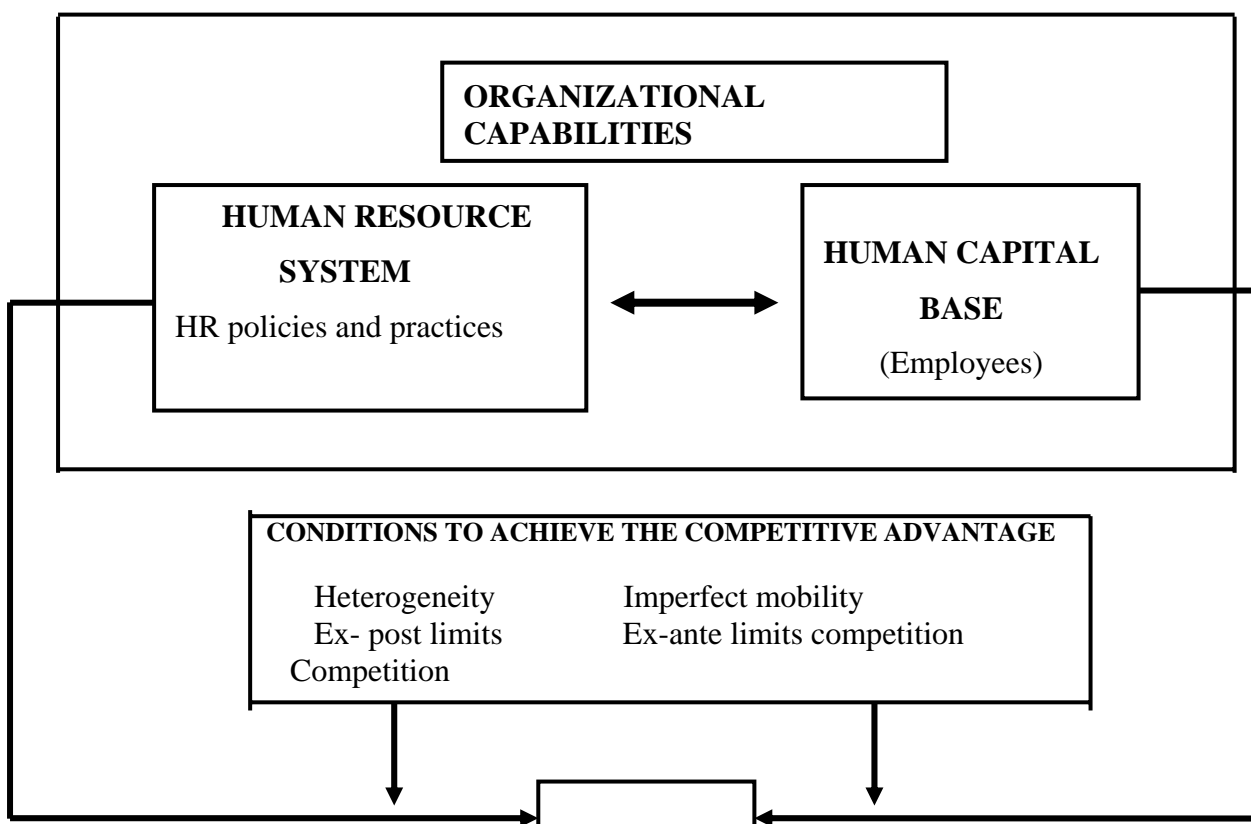 ORGANIZATIONAL
CAPABILITIES
HUMAN RESOURCE
SYSTEM
HR policies and practices
HUMAN CAPITAL
BASE
(Employees)
CONDITIONS TO ACHIEVE THE COMPETITIVE ADVANTAGE
Heterogeneity Imperfect mobility
Ex- post limits Ex-ante limits competition
Competition